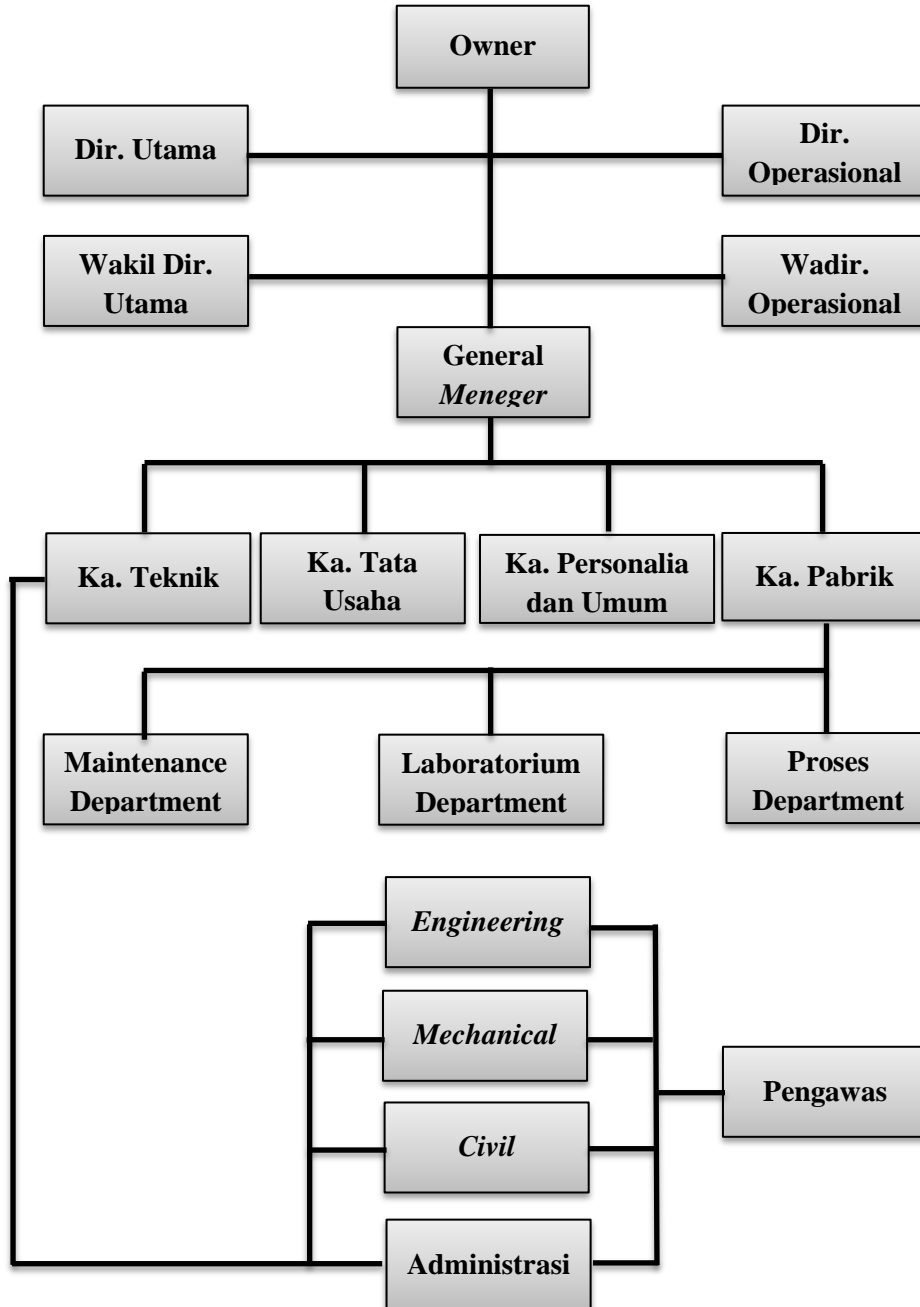 Owner
Dir. Utama
Dir.
Operasional
Wakil Dir.
Utama
Wadir.
Operasional
General
Meneger
Ka. Teknik
Ka. Tata
Usaha
Ka. Personalia
dan Umum
Ka. Pabrik
Maintenance
Department
Laboratorium
Department
Proses
Department
Engineering
Mechanical
Civil
Administrasi
Pengawas